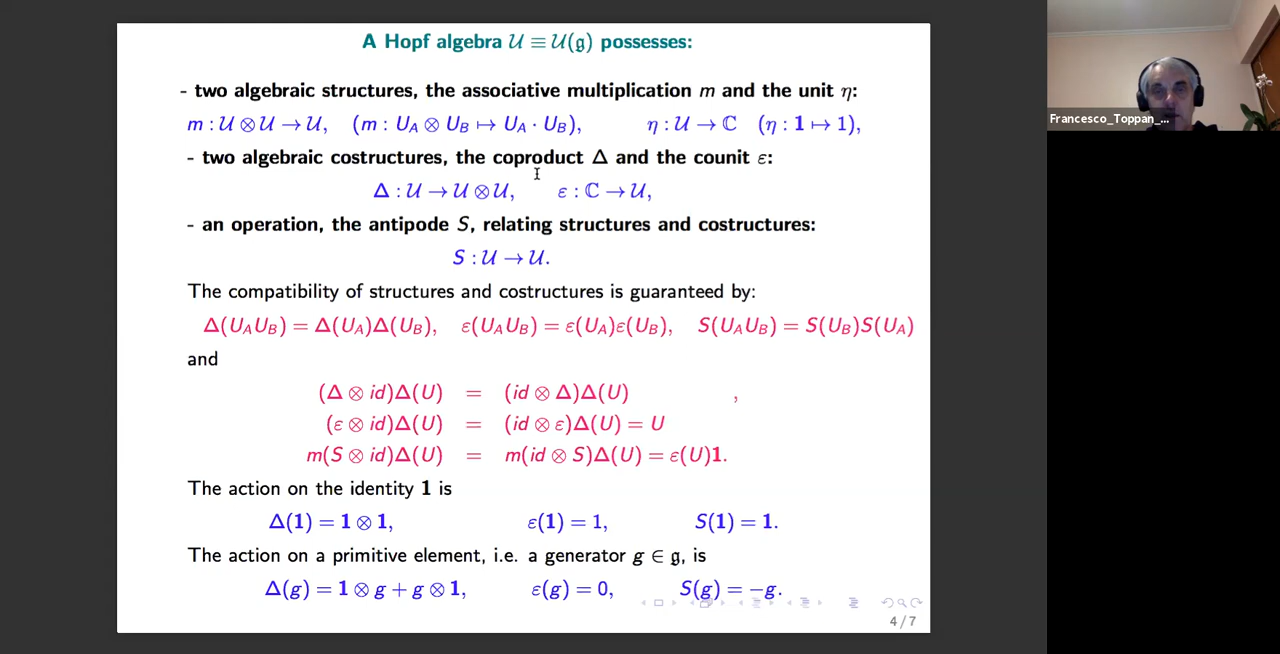 A Hopf algebra 𝒰 ≡ 𝒰(𝔤) possesses:
- two algebraic structures, the associative multiplication m and the unit η:
m : 𝒰 ⊗ 𝒰 → 𝒰, (m : U_A ⊗ U_B ↦ U_A · U_B), η : 𝒰 → ℂ (η : 𝟏 ↦ 1),
- two algebraic costructures, the coproduct Δ and the counit ε:
Δ : 𝒰 → 𝒰 ⊗ 𝒰, ε : ℂ → 𝒰,
- an operation, the antipode S, relating structures and costructures:
S : 𝒰 → 𝒰.
The compatibility of structures and costructures is guaranteed by:
Δ(U_A U_B) = Δ(U_A)Δ(U_B), ε(U_A U_B) = ε(U_A)ε(U_B), S(U_A U_B) = S(U_B)S(U_A)
and
(Δ ⊗ id)Δ(U) = (id ⊗ Δ)Δ(U) ,
(ε ⊗ id)Δ(U) = (id ⊗ ε)Δ(U) = U
m(S ⊗ id)Δ(U) = m(id ⊗ S)Δ(U) = ε(U)𝟏.
The action on the identity 𝟏 is
Δ(𝟏) = 𝟏 ⊗ 𝟏, ε(𝟏) = 1, S(𝟏) = 𝟏.
The action on a primitive element, i.e. a generator g ∈ 𝔤, is
Δ(g) = 𝟏 ⊗ g + g ⊗ 𝟏, ε(g) = 0, S(g) = −g.
4 / 7
Francesco_Toppan_...